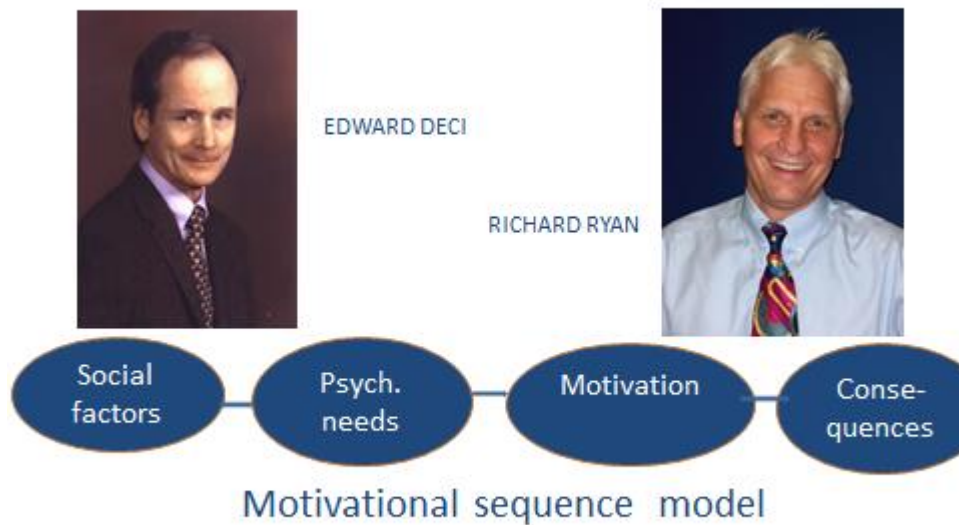 EDWARD DECI
RICHARD RYAN
Social
factors
Psych.
needs
Motivation
Conse-
quences
Motivational sequence model